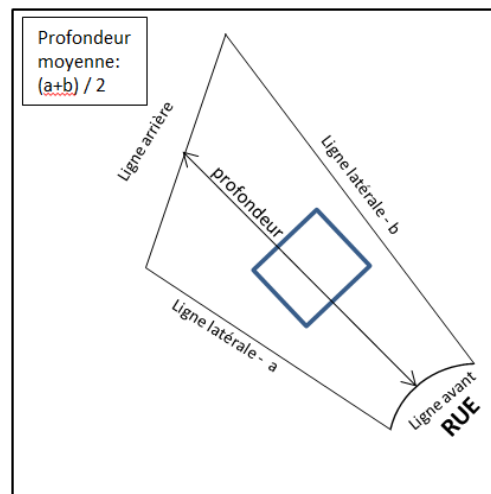 Profondeur
moyenne:
(a+b) / 2
Ligne arrière
profondeur
Ligne latérale - b
Ligne latérale - a
Ligne avant
RUE